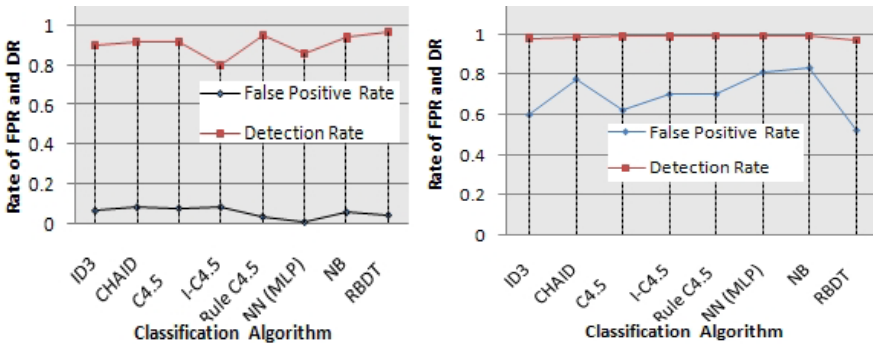 Rate of FPR and DR
1
0.8
0.6
0.4
0.2
0
False Positive Rate
Detection Rate
ID3
CHAID
C4.5
I-C4.5
Rule C4.5
NN (MLP)
NB
RBDT
Classification Algorithm
Rate of FPR and DR
1
0.8
0.6
0.4
0.2
0
False Positive Rate
Detection Rate
ID3
CHAID
C4.5
I-C4.5
Rule C4.5
NN (MLP)
NB
RBDT
Classification Algorithm